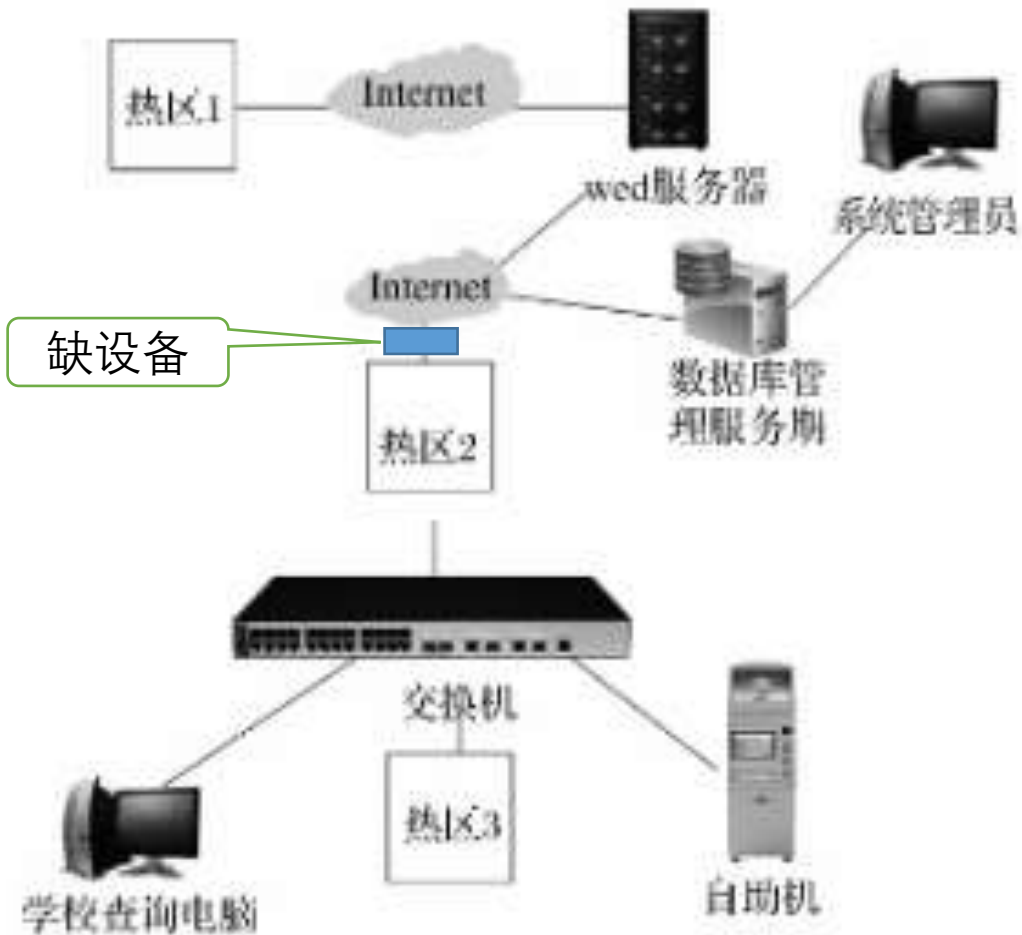 热区1
Internet
wed服务器
系统管理员
Internet
缺设备
数据库管
理服务期
热区2
交换机
热区3
学校查询电脑
自助机